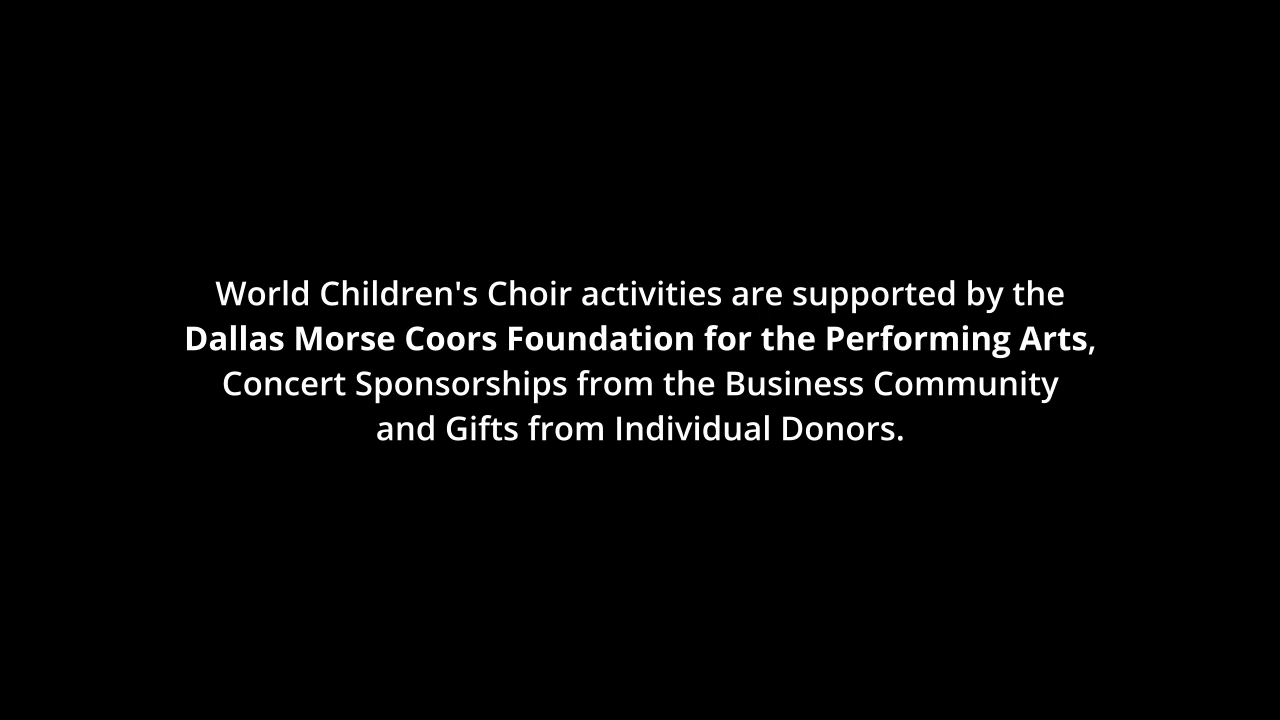 World Children's Choir activities are supported by the
Dallas Morse Coors Foundation for the Performing Arts,
Concert Sponsorships from the Business Community
and Gifts from Individual Donors.